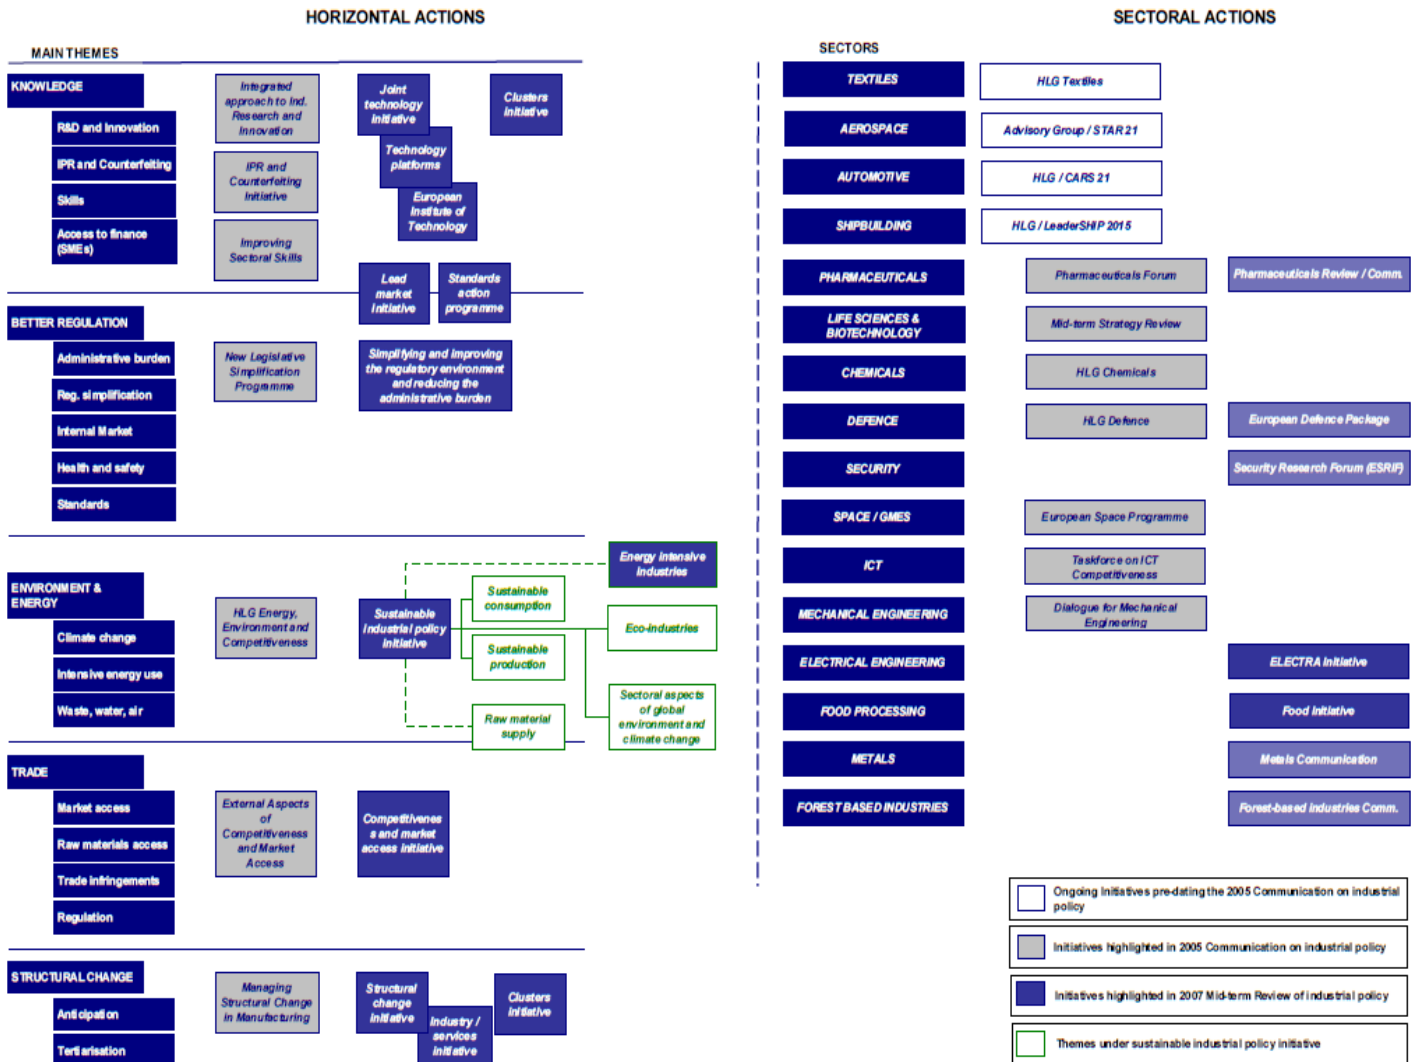 HORIZONTAL ACTIONS
MAIN THEMES
KNOWLEDGE
R&D and Innovation
IPR and Counterfeiting
Skills
Access to finance
(SMEs)
Integrated
approach to Ind.
Research and
Innovation
IPR and
Counterfeiting
Initiative
Improving
Sectoral Skills
Joint
technology
initiative
Technology
platforms
European
Institute of
Technology
Clusters
initiative
Lead
market
initiative
Standards
action
programme
BETTER REGULATION
Administrative burden
Reg. simplification
Internal Market
Health and safety
Standards
New Legislative
Simplification
Programme
Simplifying and improving
the regulatory environment
and reducing the
administrative burden
ENVIRONMENT &
ENERGY
Climate change
Intensive energy use
Waste, water, air
HLG Energy,
Environment and
Competitiveness
Sustainable
industrial policy
initiative
Sustainable
consumption
Sustainable
production
Raw material
supply
Energy intensive
industries
Eco-industries
Sectoral aspects
of global
environment and
climate change
TRADE
Market access
Raw materials access
Trade infringements
Regulation
External Aspects
of
Competitiveness
and Market
Access
Competitivenes
s and market
access initiative
STRUCTURAL CHANGE
Anticipation
Tertiarisation
Managing
Structural Change
in Manufacturing
Structural
change
initiative
Industry /
services
initiative
Clusters
initiative
SECTORAL ACTIONS
SECTORS
TEXTILES
HLG Textiles
AEROSPACE
Advisory Group / STAR 21
AUTOMOTIVE
HLG / CARS 21
SHIPBUILDING
HLG / LeaderSHIP 2015
PHARMACEUTICALS
Pharmaceuticals Forum
Pharmaceuticals Review / Comm.
LIFE SCIENCES &
BIOTECHNOLOGY
Mid-term Strategy Review
CHEMICALS
HLG Chemicals
DEFENCE
HLG Defence
European Defence Package
SECURITY
Security Research Forum (ESRIF)
SPACE / GMES
European Space Programme
ICT
Taskforce on ICT
Competitiveness
MECHANICAL ENGINEERING
Dialogue for Mechanical
Engineering
ELECTRICAL ENGINEERING
ELECTRA Initiative
FOOD PROCESSING
Food Initiative
METALS
Metals Communication
FOREST BASED INDUSTRIES
Forest-based Industries Comm.
Ongoing Initiatives pre-dating the 2005 Communication on industrial
policy
Initiatives highlighted in 2005 Communication on industrial policy
Initiatives highlighted in 2007 Mid-term Review of industrial policy
Themes under sustainable industrial policy initiative